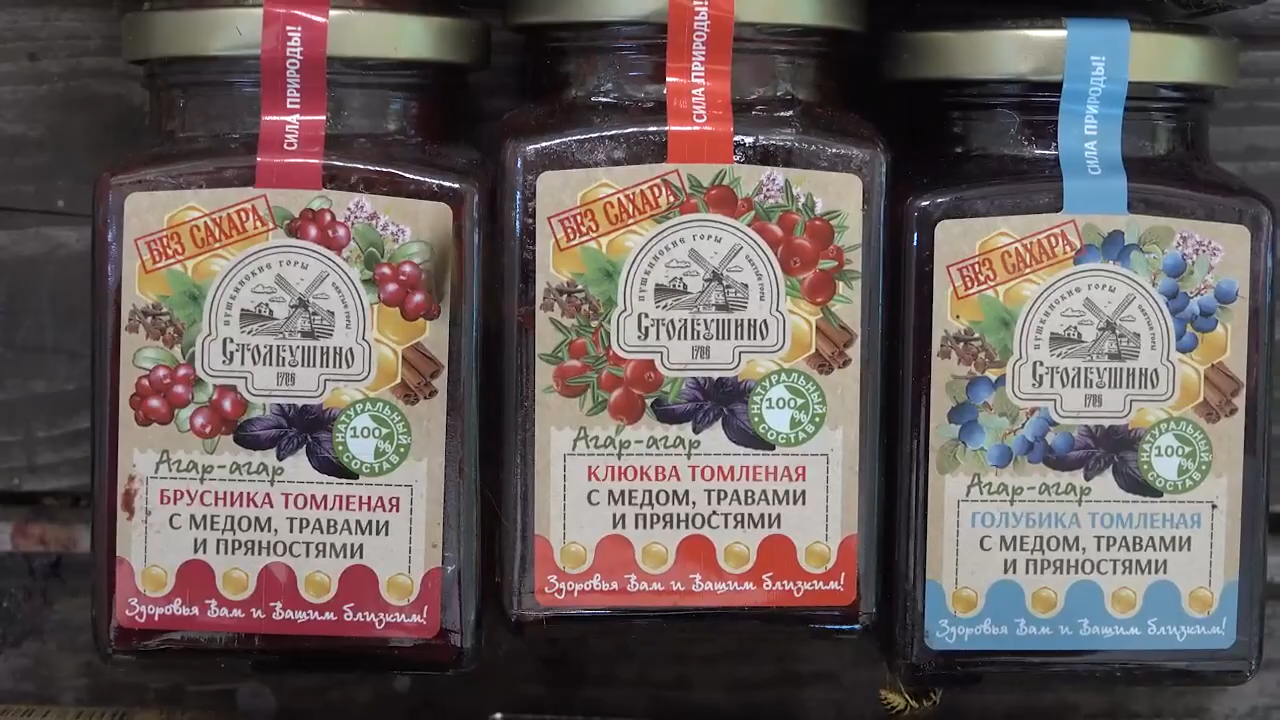 СИЛА ПРИРОДЫ!
БЕЗ САХАРА
ПУШКИНСКИЕ ГОРЫ
СВЯТЫЕ ГОРЫ
СТОЛБУШИНО
1786
НАТУРАЛЬНЫЙ
100%
СОСТАВ
Агар-агар
БРУСНИКА ТОМЛЕНАЯ
С МЕДОМ, ТРАВАМИ
И ПРЯНОСТЯМИ
Здоровья Вам и Вашим близким!
СИЛА ПРИРОДЫ!
БЕЗ САХАРА
ПУШКИНСКИЕ ГОРЫ
СВЯТЫЕ ГОРЫ
СТОЛБУШИНО
1786
НАТУРАЛЬНЫЙ
100%
СОСТАВ
Агар-агар
КЛЮКВА ТОМЛЕНАЯ
С МЕДОМ, ТРАВАМИ
И ПРЯНОСТЯМИ
Здоровья Вам и Вашим близким!
СИЛА ПРИРОДЫ!
БЕЗ САХАРА
ПУШКИНСКИЕ ГОРЫ
СВЯТЫЕ ГОРЫ
СТОЛБУШИНО
1786
НАТУРАЛЬНЫЙ
100%
СОСТАВ
Агар-агар
ГОЛУБИКА ТОМЛЕНАЯ
С МЕДОМ, ТРАВАМИ
И ПРЯНОСТЯМИ
Здоровья Вам и Вашим близким!